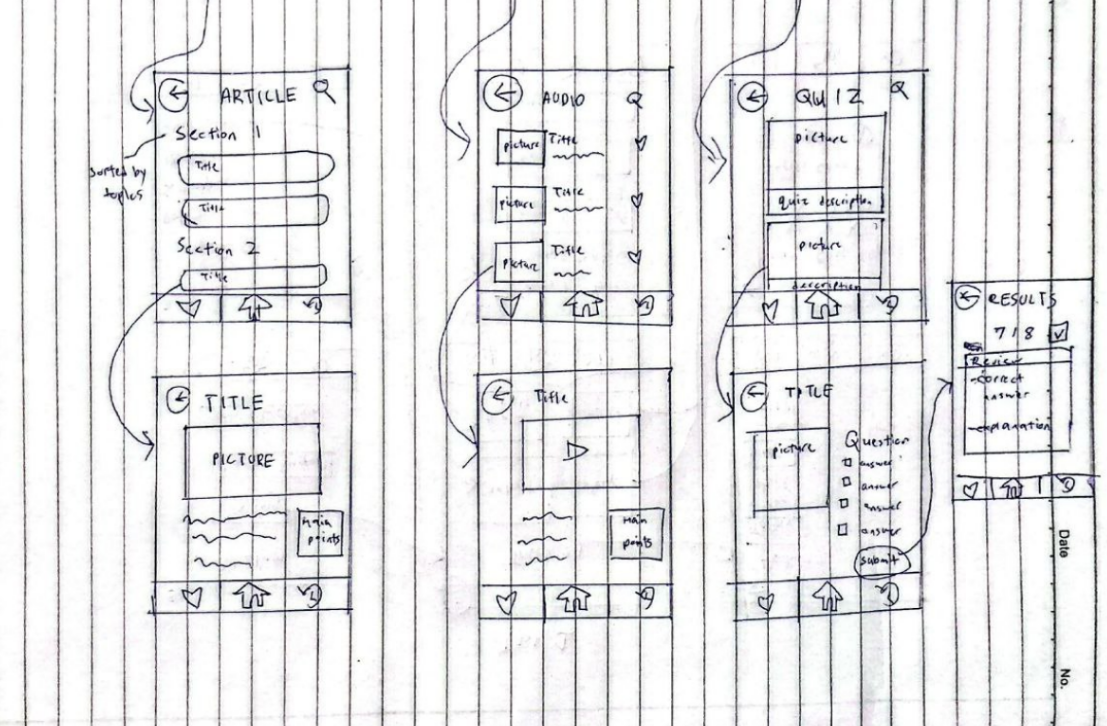 ARTICLE
Section 1
Title
Title
Section 2
Title
Sorted by
topics
AUDIO
picture
Title
picture
Title
picture
Title
QUIZ
picture
quiz description
picture
description
TITLE
PICTURE
Main
points
Title
Main
points
TITLE
picture
Question
answer
answer
answer
answer
submit
RESULTS
7/8
Review
-correct
answer
-explanation
Date
No.